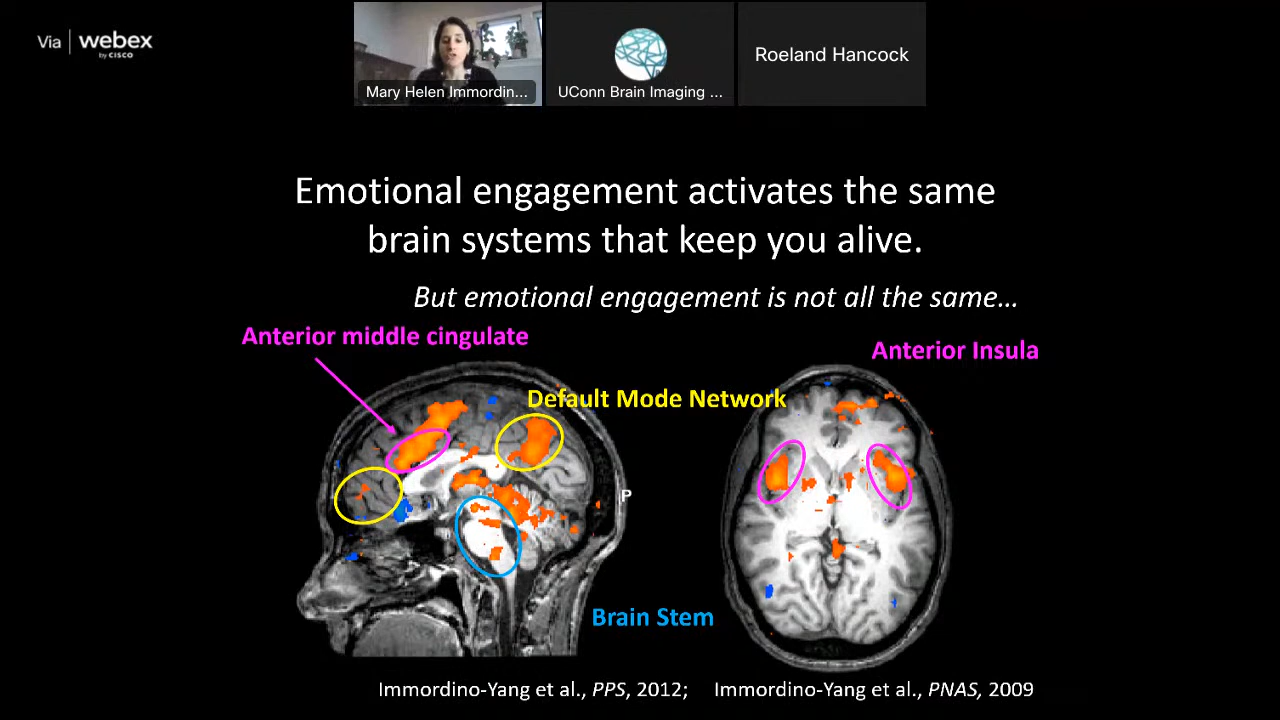 Via | webex
by CISCO
Mary Helen Immordin...
UConn Brain Imaging ...
Roeland Hancock
Emotional engagement activates the same
brain systems that keep you alive.
But emotional engagement is not all the same…
Anterior middle cingulate
Anterior Insula
Default Mode Network
P
Brain Stem
Immordino-Yang et al., PPS, 2012; Immordino-Yang et al., PNAS, 2009